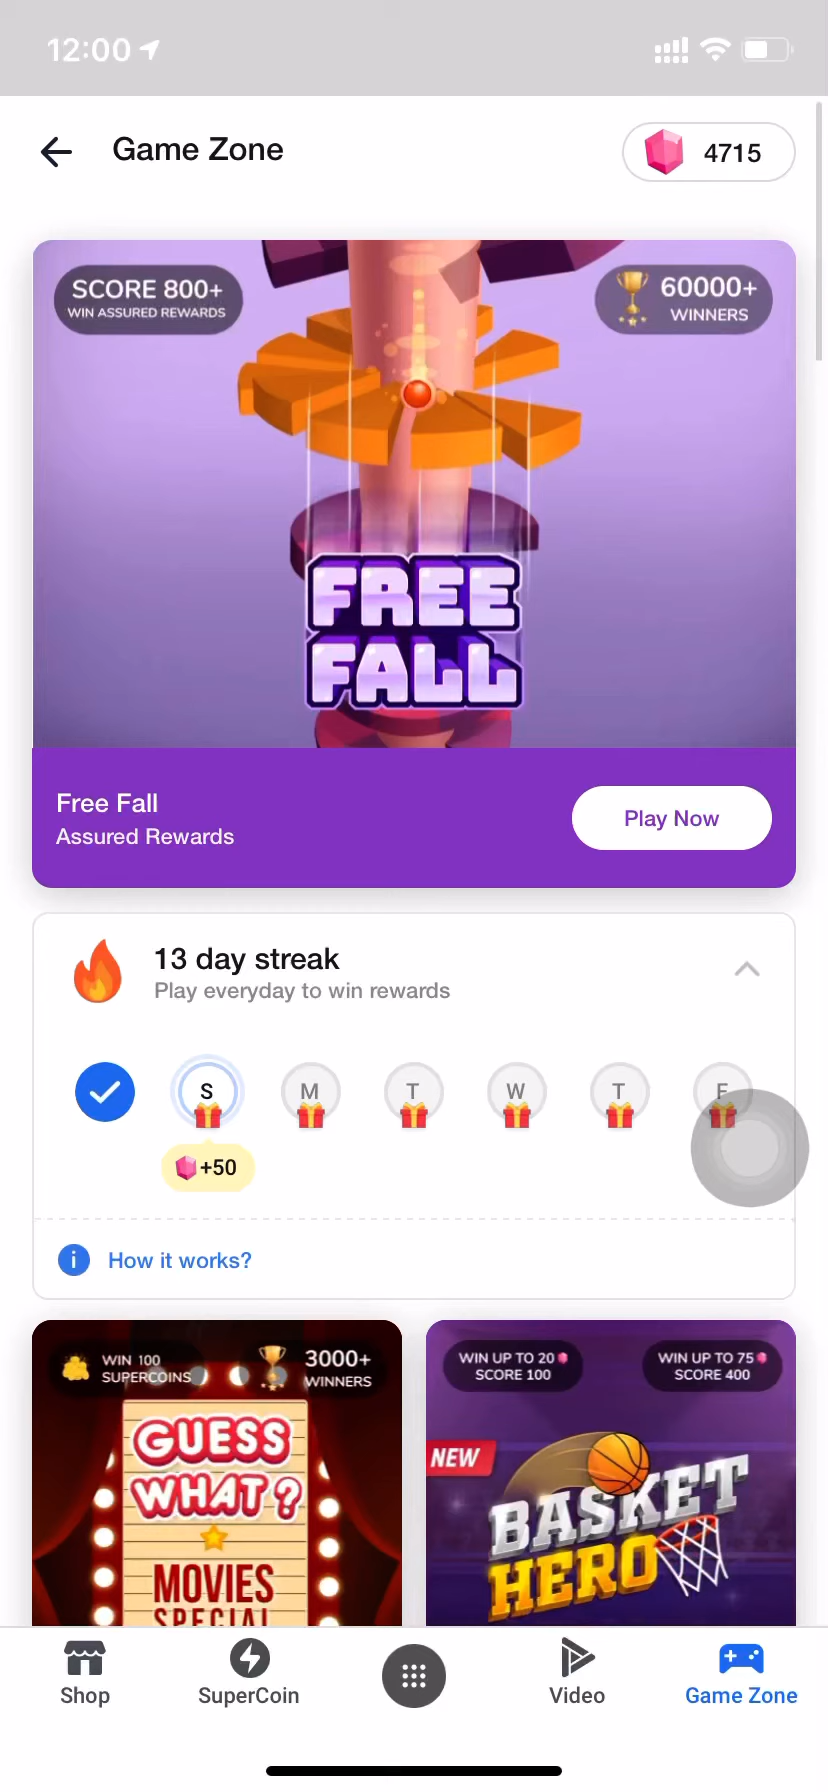 12:00
Game Zone
4715
SCORE 800+
WIN ASSURED REWARDS
60000+
WINNERS
FREE
FALL
Free Fall
Assured Rewards
Play Now
13 day streak
Play everyday to win rewards
S M T W T F
+50
How it works?
WIN 100
SUPERCOINS
3000+
WINNERS
GUESS
WHAT?
MOVIES
SPECIAL
WIN UP TO 20
SCORE 100
WIN UP TO 75
SCORE 400
NEW
BASKET
HERO
Shop
SuperCoin
Video
Game Zone